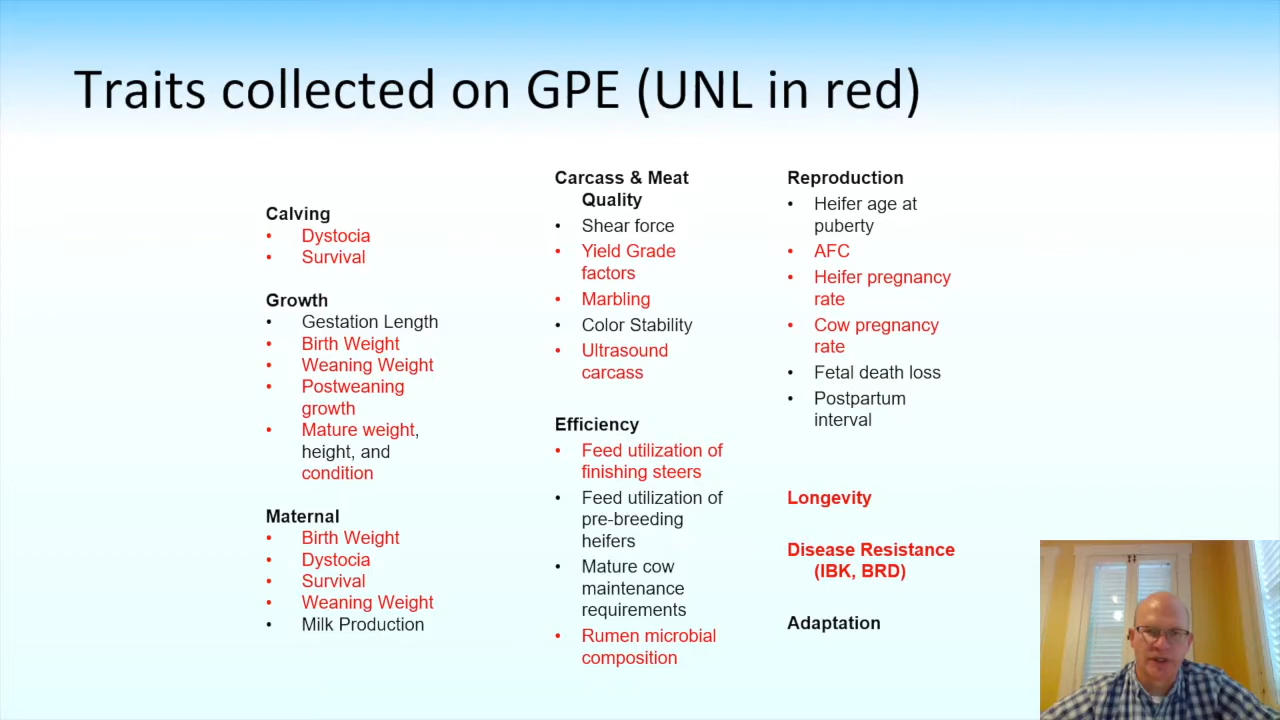 Traits collected on GPE (UNL in red)
Calving
• Dystocia
• Survival
Growth
• Gestation Length
• Birth Weight
• Weaning Weight
• Postweaning
growth
• Mature weight,
height, and
condition
Maternal
• Birth Weight
• Dystocia
• Survival
• Weaning Weight
• Milk Production
Carcass & Meat
Quality
• Shear force
• Yield Grade
factors
• Marbling
• Color Stability
• Ultrasound
carcass
Efficiency
• Feed utilization of
finishing steers
• Feed utilization of
pre-breeding
heifers
• Mature cow
maintenance
requirements
• Rumen microbial
composition
Reproduction
• Heifer age at
puberty
• AFC
• Heifer pregnancy
rate
• Cow pregnancy
rate
• Fetal death loss
• Postpartum
interval
Longevity
Disease Resistance
(IBK, BRD)
Adaptation